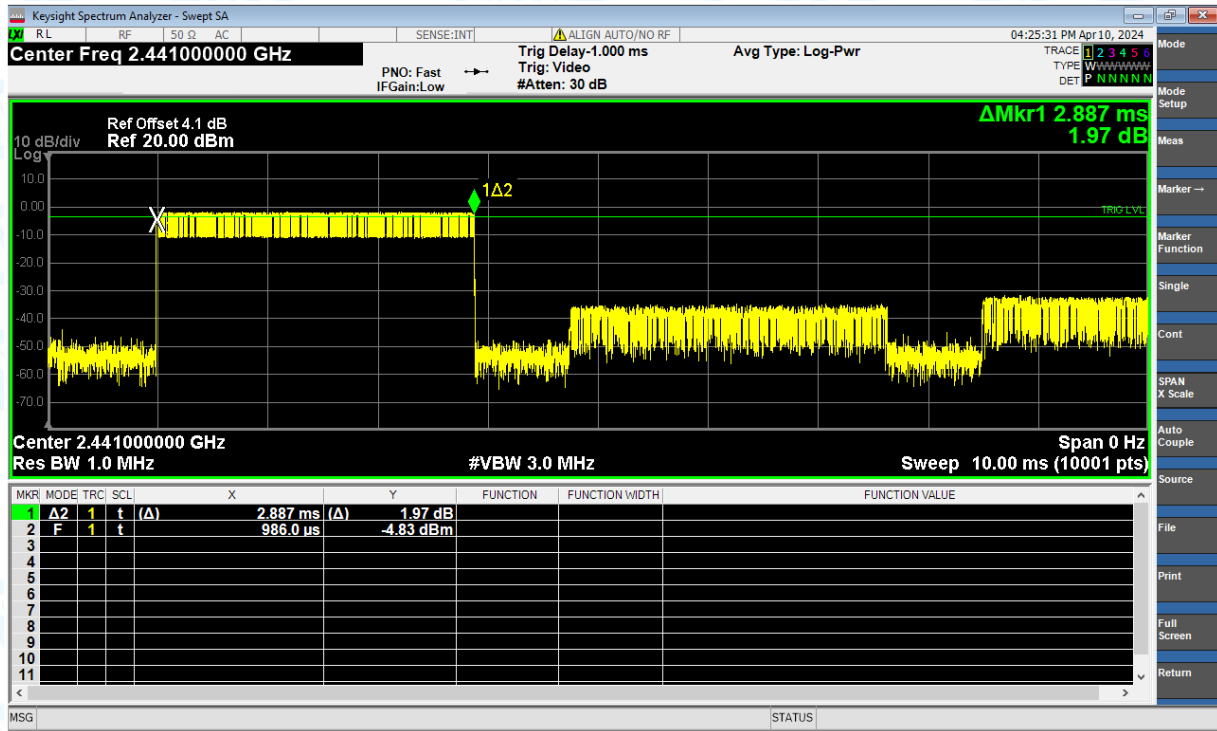 Keysight Spectrum Analyzer - Swept SA
LXI RL RF 50 Ω AC SENSE:INT ALIGN AUTO/NO RF 04:25:31 PM Apr 10, 2024
Center Freq 2.441000000 GHz
Trig Delay-1.000 ms
Trig: Video
#Atten: 30 dB
PNO: Fast
IFGain:Low
Avg Type: Log-Pwr
TRACE 1 2 3 4 5 6
TYPE WWWWWW
DET P N N N N N
ΔMkr1 2.887 ms
1.97 dB
Ref Offset 4.1 dB
10 dB/div Ref 20.00 dBm
Log
10.0
0.00
-10.0
-20.0
-30.0
-40.0
-50.0
-60.0
-70.0
1Δ2
TRIG LVL
Center 2.441000000 GHz Span 0 Hz
Res BW 1.0 MHz #VBW 3.0 MHz Sweep 10.00 ms (10001 pts)
MKR MODE TRC SCL X Y FUNCTION FUNCTION WIDTH FUNCTION VALUE
1 Δ2 1 t (Δ) 2.887 ms (Δ) 1.97 dB
2 F 1 t 986.0 µs -4.83 dBm
3
4
5
6
7
8
9
10
11
MSG STATUS
Mode
Mode
Setup
Meas
Marker →
Marker
Function
Single
Cont
SPAN
X Scale
Auto
Couple
Source
File
Print
Full
Screen
Return